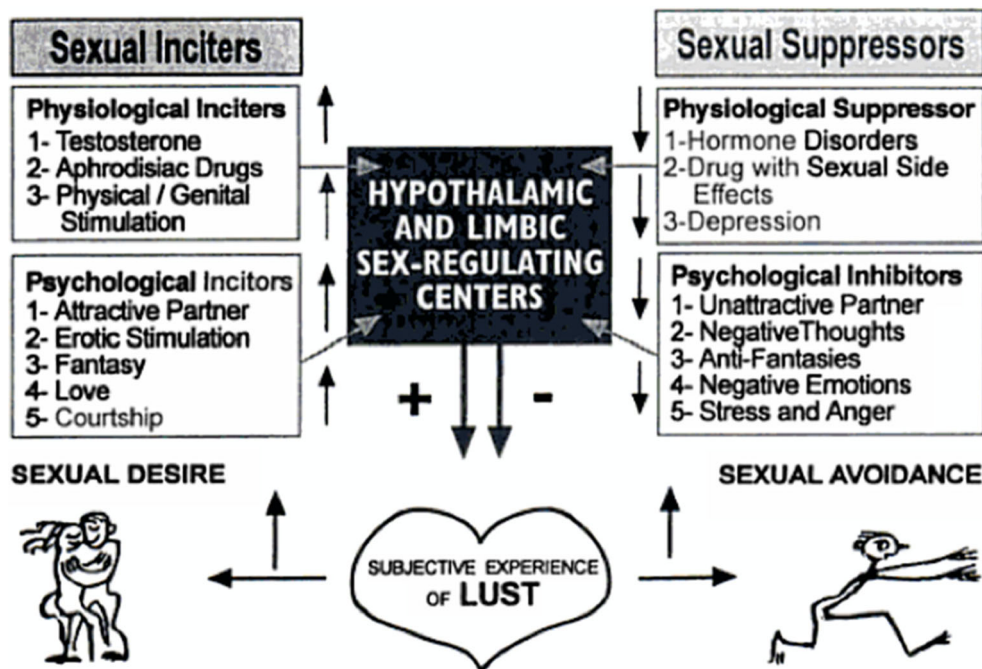 Sexual Inciters
Physiological Inciters
1- Testosterone
2- Aphrodisiac Drugs
3- Physical / Genital
Stimulation
Psychological Incitors
1- Attractive Partner
2- Erotic Stimulation
3- Fantasy
4- Love
5- Courtship
HYPOTHALAMIC
AND LIMBIC
SEX-REGULATING
CENTERS
+ -
Sexual Suppressors
Physiological Suppressor
1-Hormone Disorders
2-Drug with Sexual Side
Effects
3-Depression
Psychological Inhibitors
1- Unattractive Partner
2- NegativeThoughts
3- Anti-Fantasies
4- Negative Emotions
5- Stress and Anger
SEXUAL DESIRE
SUBJECTIVE EXPERIENCE
OF LUST
SEXUAL AVOIDANCE